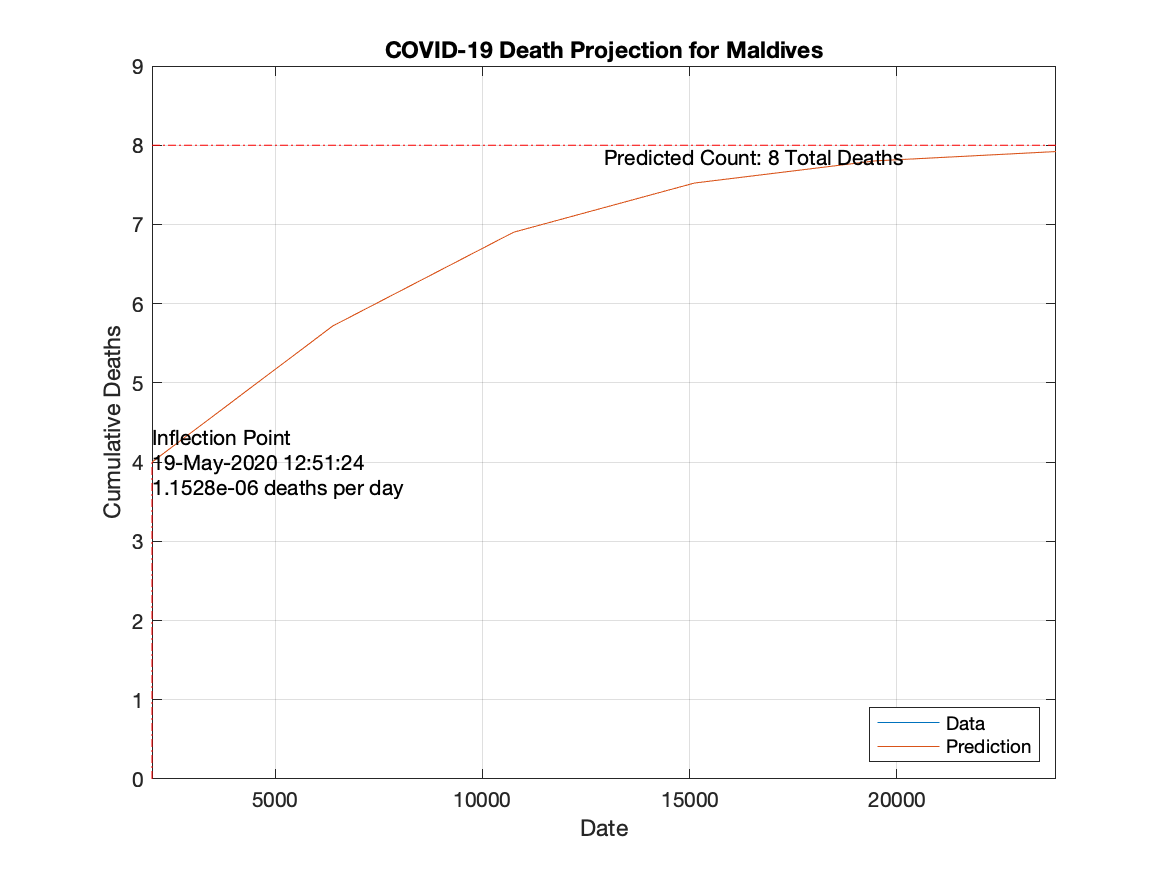 COVID-19 Death Projection for Maldives
9
8
Predicted Count: 8 Total Deaths
7
6
5
Cumulative Deaths
Inflection Point
4
19-May-2020 12:51:24
1.1528e-06 deaths per day
3
2
1
Data
Prediction
0
5000 10000 15000 20000
Date